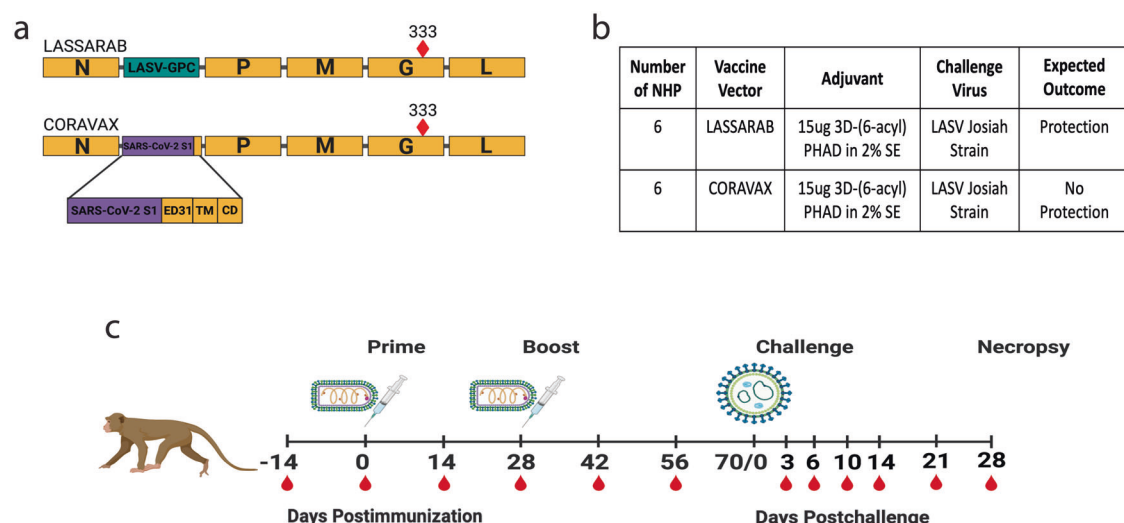 a
LASSARAB
333
N LASV-GPC P M G L
CORAVAX
333
N SARS-CoV-2 S1 P M G L
SARS-CoV-2 S1 ED31 TM CD
b
Number of NHP
Vaccine Vector
Adjuvant
Challenge Virus
Expected Outcome
6
LASSARAB
15ug 3D-(6-acyl)
PHAD in 2% SE
LASV Josiah
Strain
Protection
6
CORAVAX
15ug 3D-(6-acyl)
PHAD in 2% SE
LASV Josiah
Strain
No
Protection
c
Prime Boost Challenge Necropsy
-14 0 14 28 42 56 70/0 3 6 10 14 21 28
Days Postimmunization Days Postchallenge